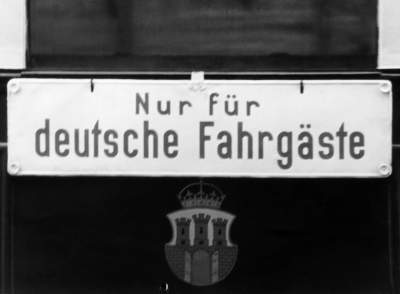 Nur für
deutsche Fahrgäste